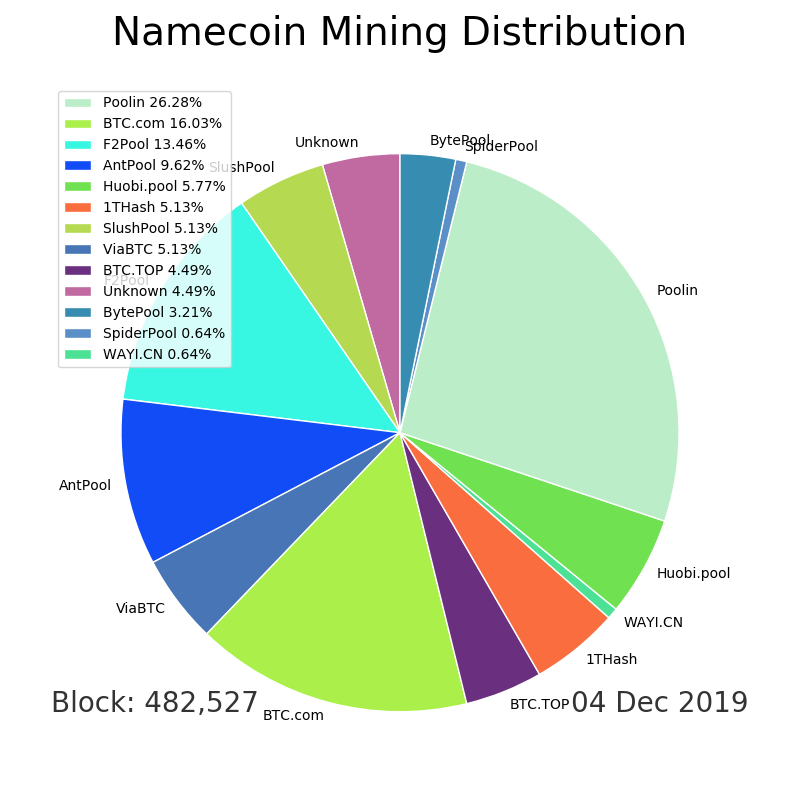 Namecoin Mining Distribution
Poolin 26.28%
BTC.com 16.03%
F2Pool 13.46%
AntPool 9.62%
Huobi.pool 5.77%
1THash 5.13%
SlushPool 5.13%
ViaBTC 5.13%
BTC.TOP 4.49%
Unknown 4.49%
BytePool 3.21%
SpiderPool 0.64%
WAYI.CN 0.64%
BytePool
Unknown
SpiderPool
SlushPool
F2Pool
Poolin
AntPool
Huobi.pool
ViaBTC
WAYI.CN
1THash
BTC.TOP
BTC.com
Block: 482,527
04 Dec 2019